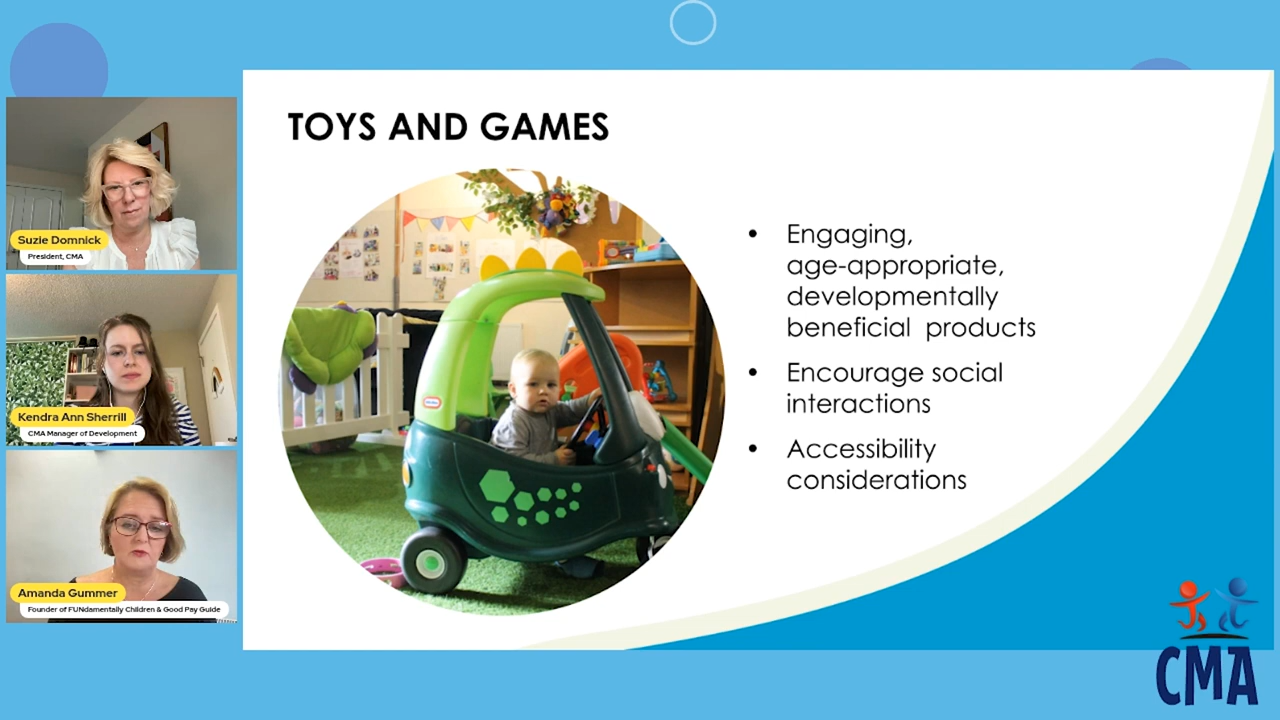 TOYS AND GAMES
Suzie Domnick
President, CMA
Kendra Ann Sherrill
CMA Manager of Development
Amanda Gummer
Founder of FUNdamentally Children & Good Pay Guide
• Engaging,
age-appropriate,
developmentally
beneficial products
• Encourage social
interactions
• Accessibility
considerations
CMA